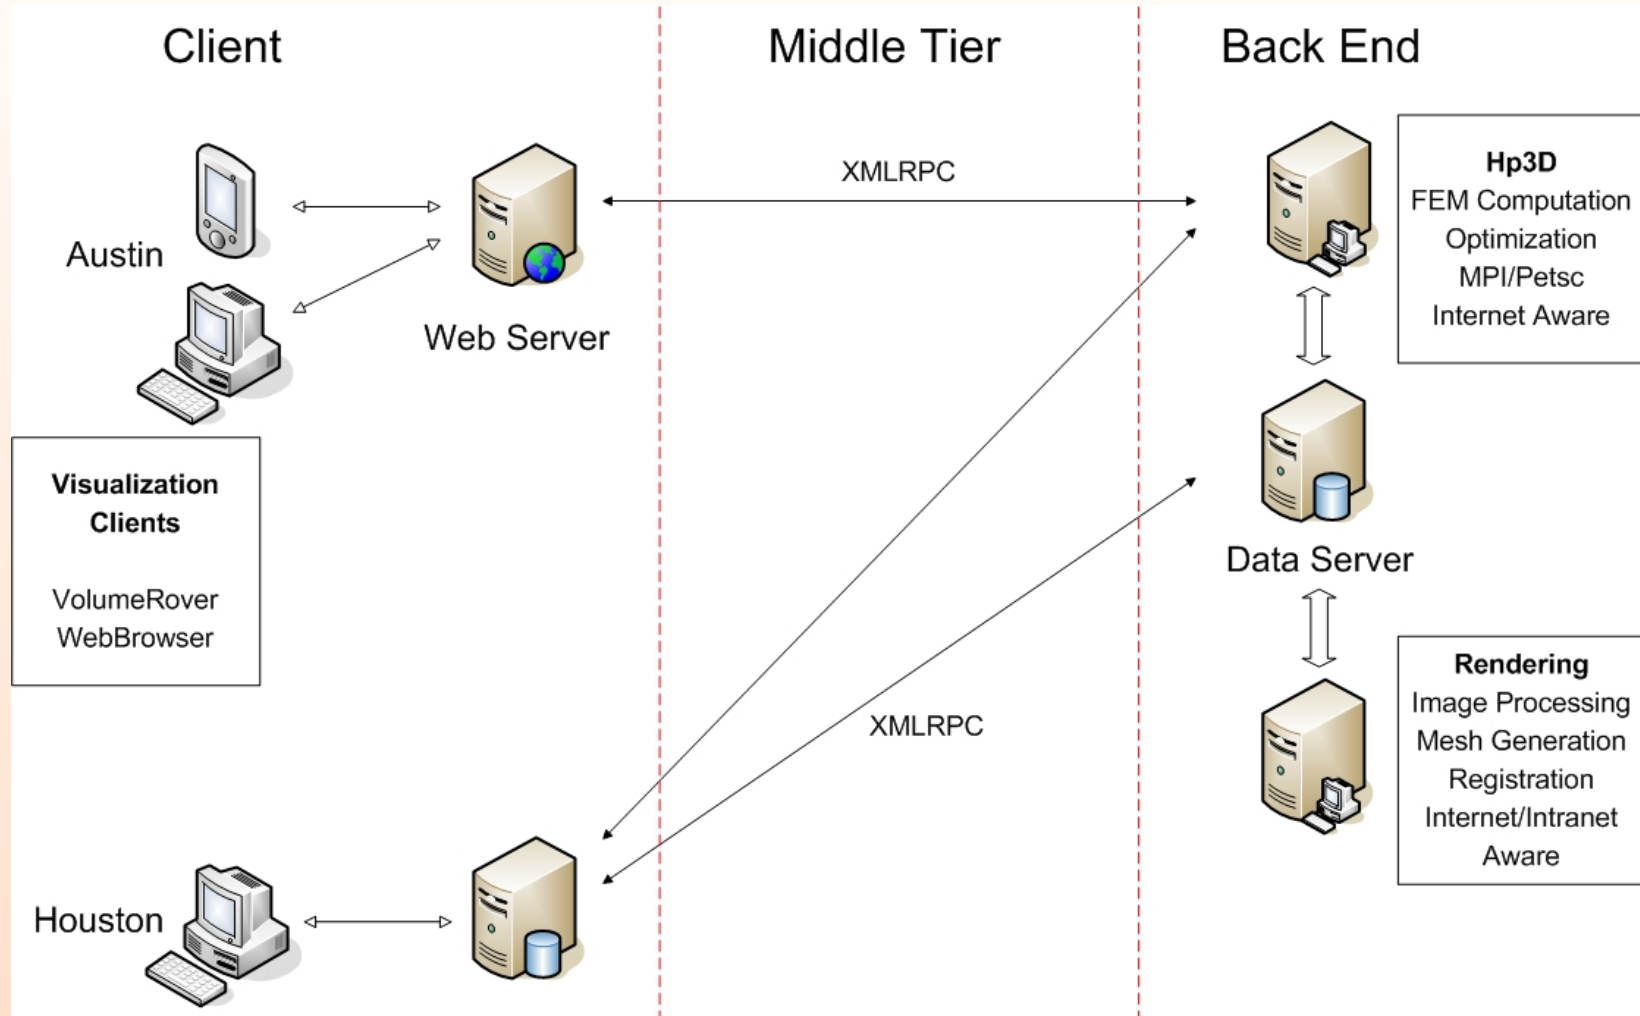 Client
Middle Tier
Back End
XMLRPC
Hp3D
FEM Computation
Optimization
MPI/Petsc
Internet Aware
Austin
Web Server
Visualization
Clients
VolumeRover
WebBrowser
Data Server
XMLRPC
Rendering
Image Processing
Mesh Generation
Registration
Internet/Intranet
Aware
Houston